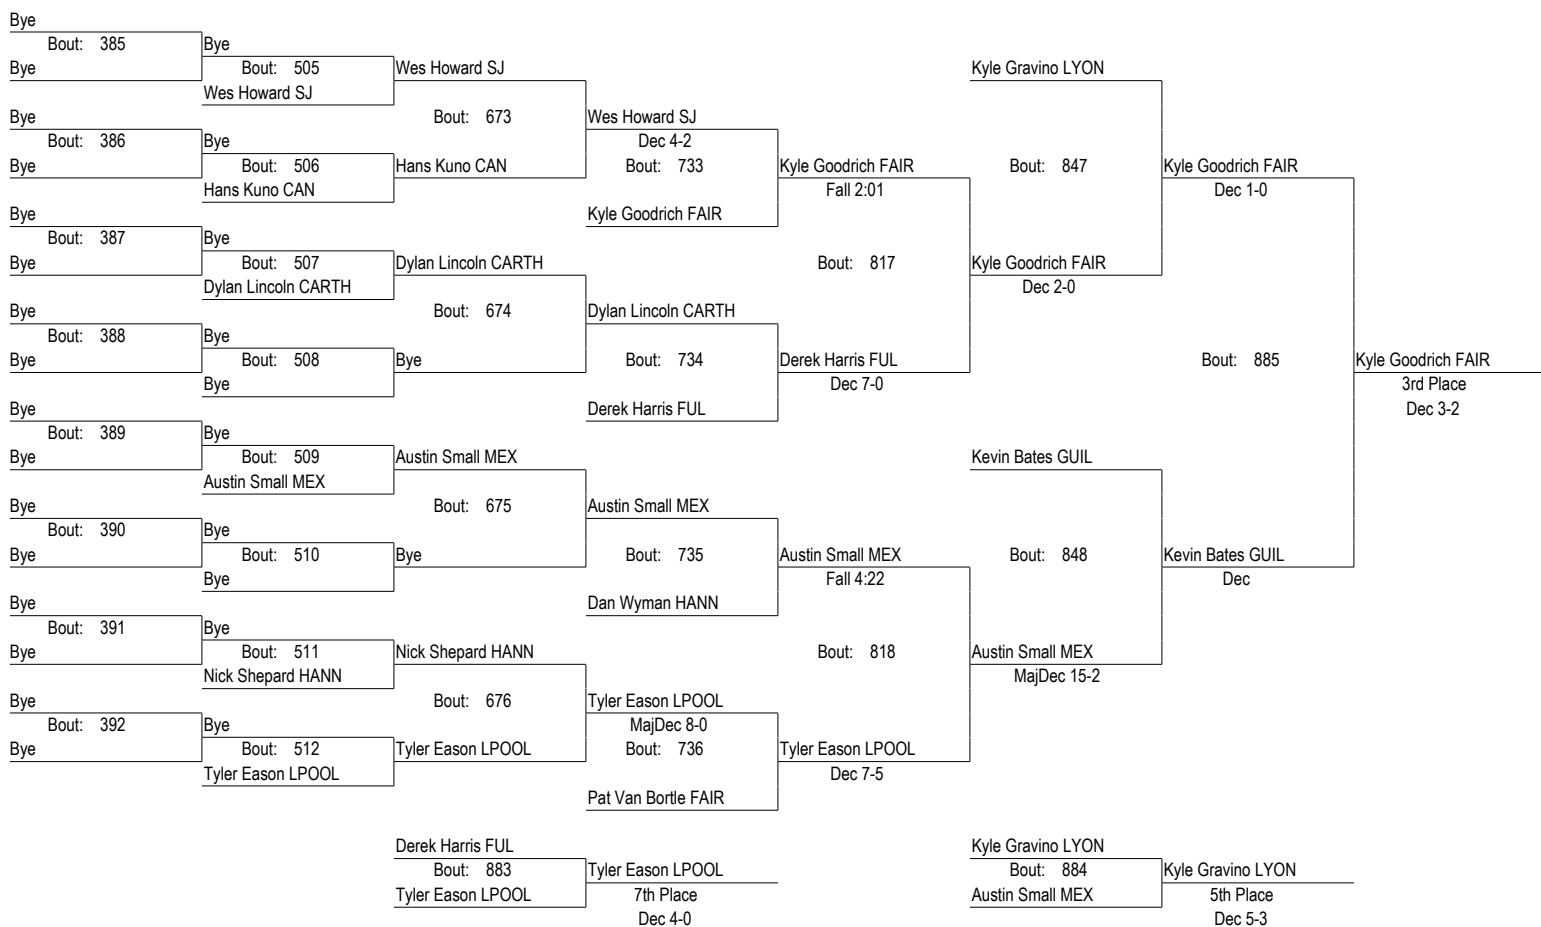 Bye
Bout: 385 Bye
Bye Bout: 505 Wes Howard SJ Kyle Gravino LYON
Wes Howard SJ
Bye Bout: 673 Wes Howard SJ
Bout: 386 Bye Dec 4-2
Bye Bout: 506 Hans Kuno CAN Bout: 733 Kyle Goodrich FAIR Bout: 847 Kyle Goodrich FAIR
Hans Kuno CAN Fall 2:01 Dec 1-0
Bye Kyle Goodrich FAIR
Bout: 387 Bye
Bye Bout: 507 Dylan Lincoln CARTH Bout: 817 Kyle Goodrich FAIR
Dylan Lincoln CARTH Dec 2-0
Bye Bout: 674 Dylan Lincoln CARTH
Bout: 388 Bye
Bye Bout: 508 Bye Bout: 734 Derek Harris FUL Bout: 885 Kyle Goodrich FAIR
Bye Dec 7-0 3rd Place
Bye Derek Harris FUL Dec 3-2
Bout: 389 Bye
Bye Bout: 509 Austin Small MEX Kevin Bates GUIL
Austin Small MEX
Bye Bout: 675 Austin Small MEX
Bout: 390 Bye
Bye Bout: 510 Bye Bout: 735 Austin Small MEX Bout: 848 Kevin Bates GUIL
Bye Fall 4:22 Dec
Bye Dan Wyman HANN
Bout: 391 Bye
Bye Bout: 511 Nick Shepard HANN Bout: 818 Austin Small MEX
Nick Shepard HANN MajDec 15-2
Bye Bout: 676 Tyler Eason LPOOL
Bout: 392 Bye MajDec 8-0
Bye Bout: 512 Tyler Eason LPOOL Bout: 736 Tyler Eason LPOOL
Tyler Eason LPOOL Dec 7-5
Pat Van Bortle FAIR
Derek Harris FUL Kyle Gravino LYON
Bout: 883 Tyler Eason LPOOL Bout: 884 Kyle Gravino LYON
Tyler Eason LPOOL 7th Place Austin Small MEX 5th Place
Dec 4-0 Dec 5-3